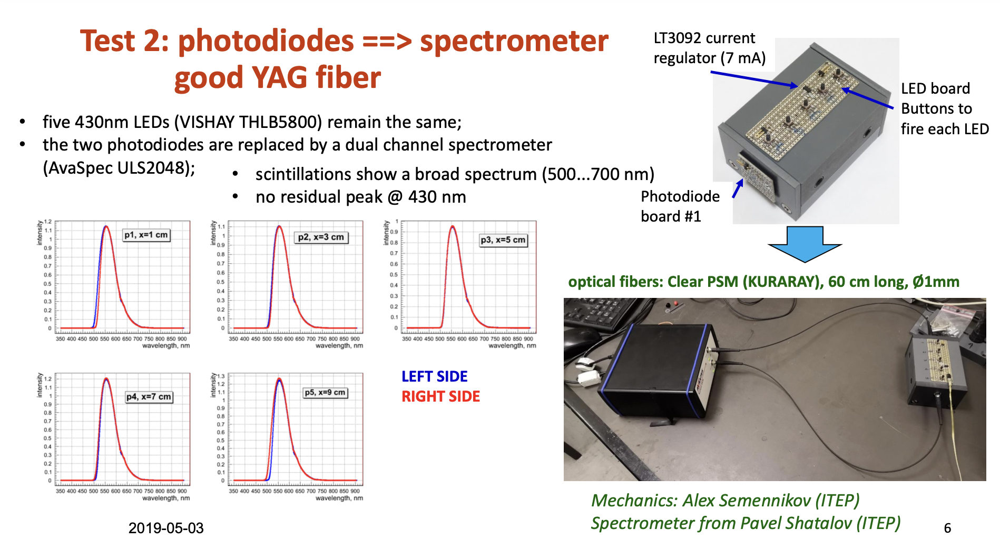 Test 2: photodiodes ==> spectrometer
good YAG fiber
LT3092 current
regulator (7 mA)
LED board
Buttons to
fire each LED
• five 430nm LEDs (VISHAY THLB5800) remain the same;
• the two photodiodes are replaced by a dual channel spectrometer
(AvaSpec ULS2048);
• scintillations show a broad spectrum (500...700 nm)
• no residual peak @ 430 nm
Photodiode
board #1
optical fibers: Clear PSM (KURARAY), 60 cm long, Ø1mm
intensity
1.2
1.1
1
0.9
0.8
0.7
0.6
0.5
0.4
0.3
0.2
0.1
0
p1, x=1 cm
350 400 450 500 550 600 650 700 750 800 850 900
wavelength, nm
intensity
1.1
1
0.9
0.8
0.7
0.6
0.5
0.4
0.3
0.2
0.1
0
p2, x=3 cm
350 400 450 500 550 600 650 700 750 800 850 900
wavelength, nm
intensity
1
0.9
0.8
0.7
0.6
0.5
0.4
0.3
0.2
0.1
0
p3, x=5 cm
350 400 450 500 550 600 650 700 750 800 850 900
wavelength, nm
intensity
1.2
1.1
1
0.9
0.8
0.7
0.6
0.5
0.4
0.3
0.2
0.1
0
p4, x=7 cm
350 400 450 500 550 600 650 700 750 800 850 900
wavelength, nm
intensity
1.3
1.2
1.1
1
0.9
0.8
0.7
0.6
0.5
0.4
0.3
0.2
0.1
0
p5, x=9 cm
350 400 450 500 550 600 650 700 750 800 850 900
wavelength, nm
LEFT SIDE
RIGHT SIDE
Mechanics: Alex Semennikov (ITEP)
Spectrometer from Pavel Shatalov (ITEP)
2019-05-03
6